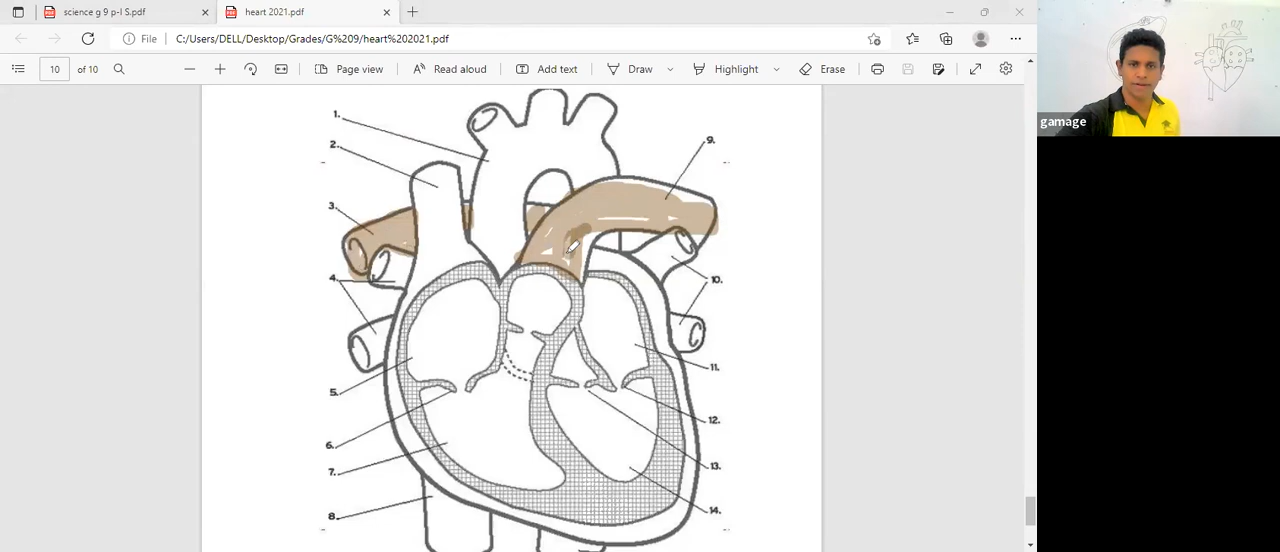 science g 9 p-I S.pdf
heart 2021.pdf
File
C:/Users/DELL/Desktop/Grades/G%209/heart%202021.pdf
10 of 10
Page view
aloud
Add text
Draw
Highlight
Erase
gamage
1.
2.
3.
4.
5.
6.
7.
8.
9.
10.
11.
12.
13.
14.